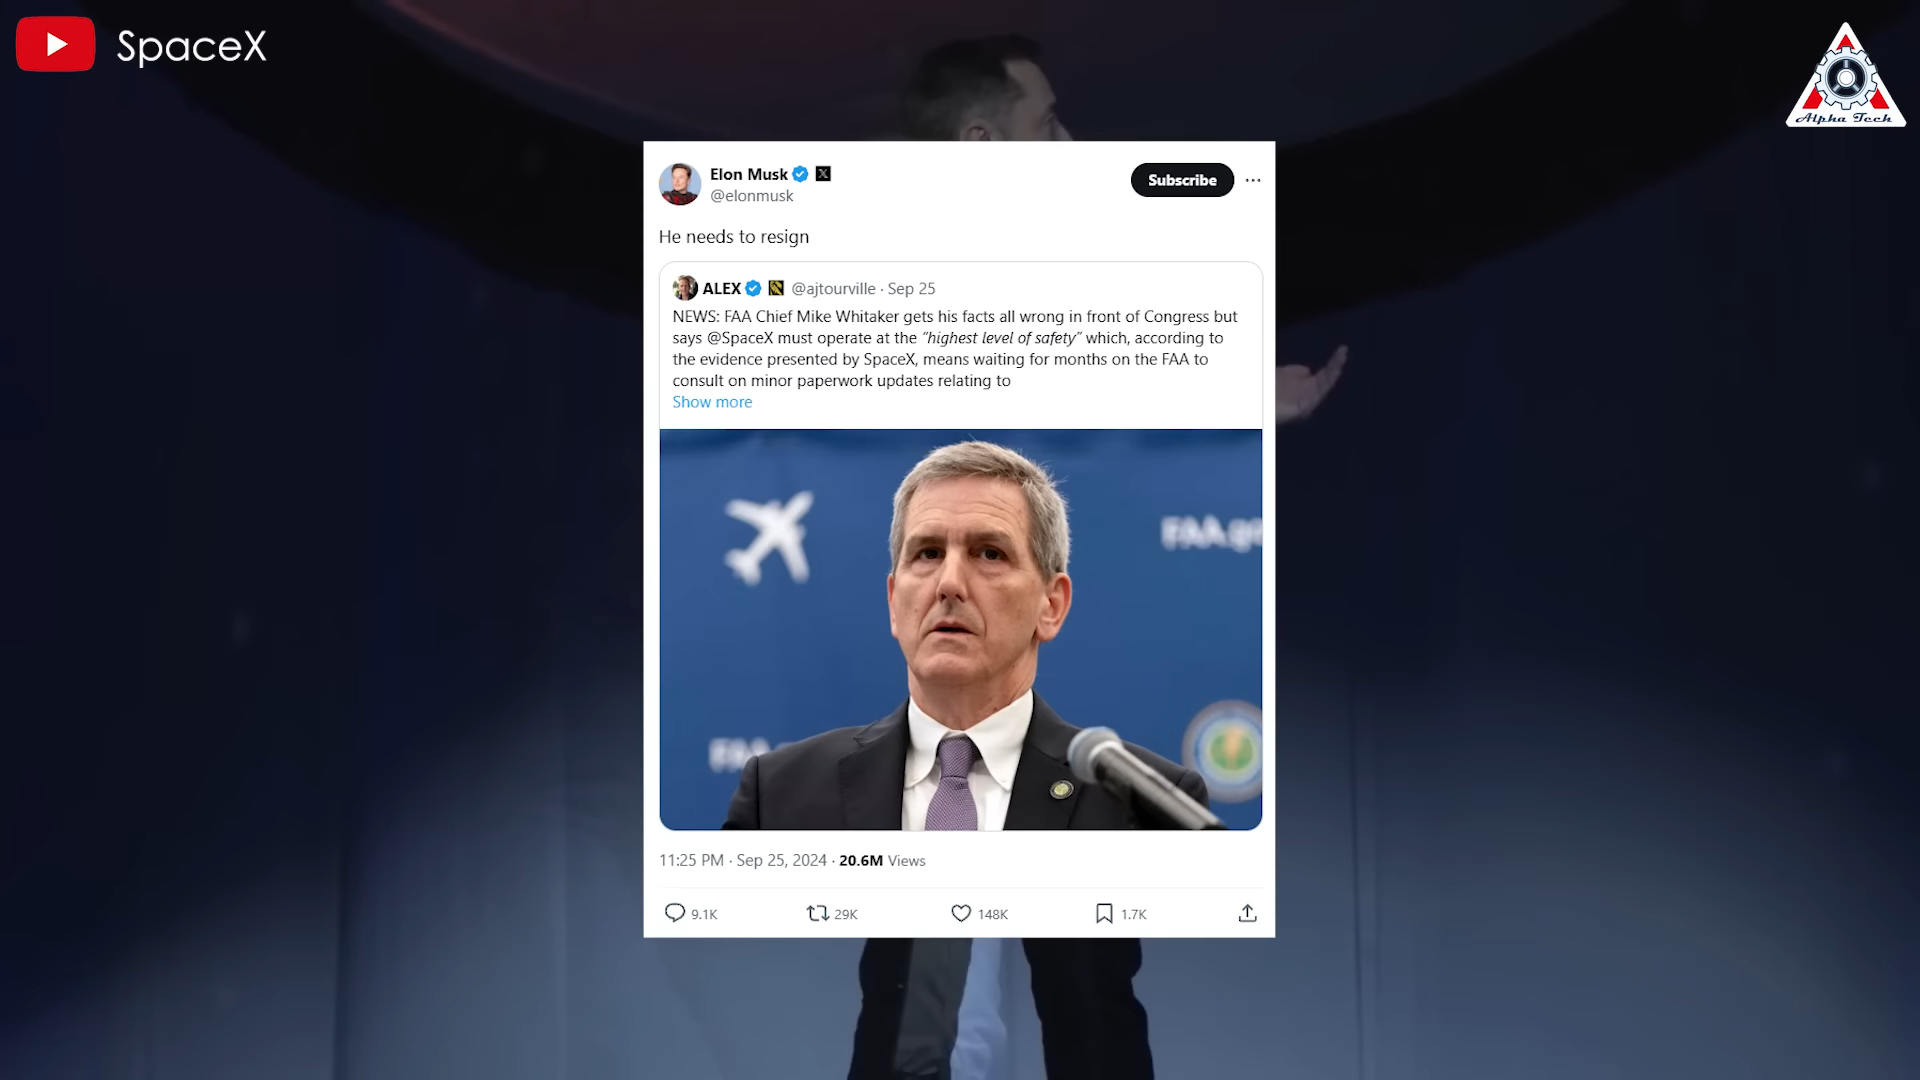 SpaceX
Alpha Tech
Elon Musk
@elonmusk
Subscribe
He needs to resign
ALEX @ajtourville · Sep 25
NEWS: FAA Chief Mike Whitaker gets his facts all wrong in front of Congress but
says @SpaceX must operate at the "highest level of safety" which, according to
the evidence presented by SpaceX, means waiting for months on the FAA to
consult on minor paperwork updates relating to
Show more
FAA.go
FAA.g
11:25 PM · Sep 25, 2024 · 20.6M Views
9.1K 29K 148K 1.7K